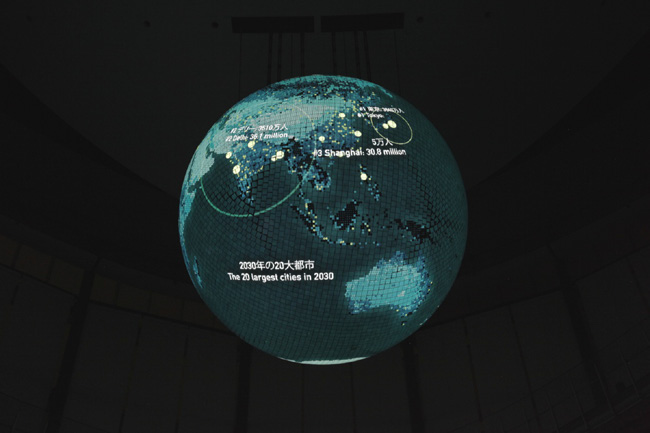 #1 東京: 3660万人
#1 Tokyo:
#2 デリー: 3610万人
#2 Delhi: 36.1 million
5万人
#3 Shanghai: 30.8 million
2030年の20大都市
The 20 largest cities in 2030